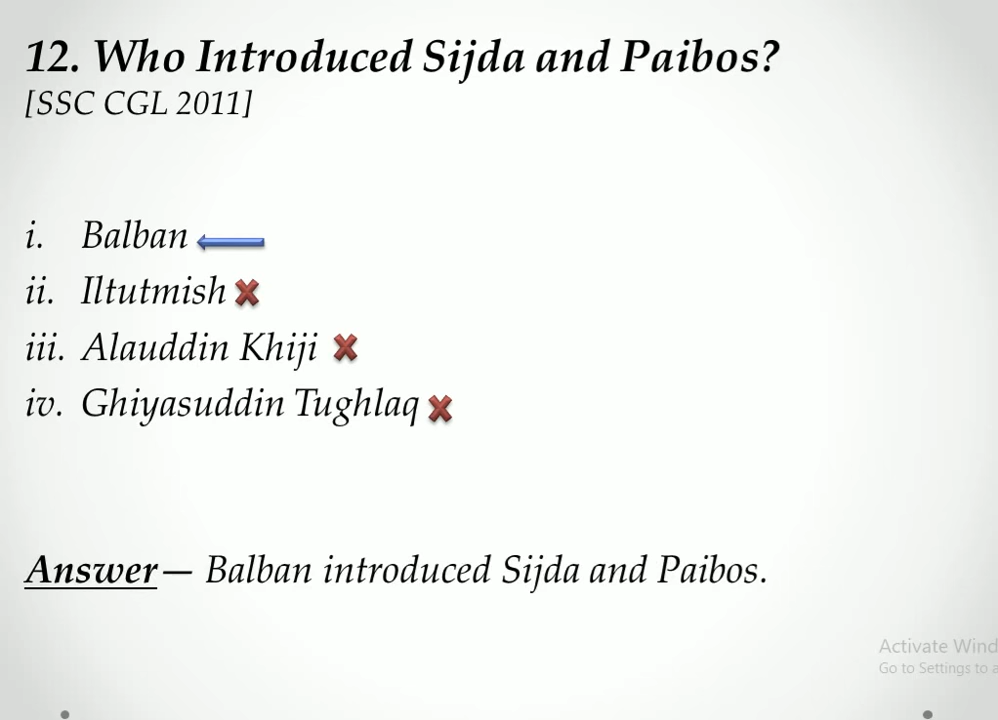 12. Who Introduced Sijda and Paibos?
[SSC CGL 2011]
i. Balban
ii. Iltutmish
iii. Alauddin Khiji
iv. Ghiyasuddin Tughlaq
Answer— Balban introduced Sijda and Paibos.
Activate Wind
Go to Settings to a